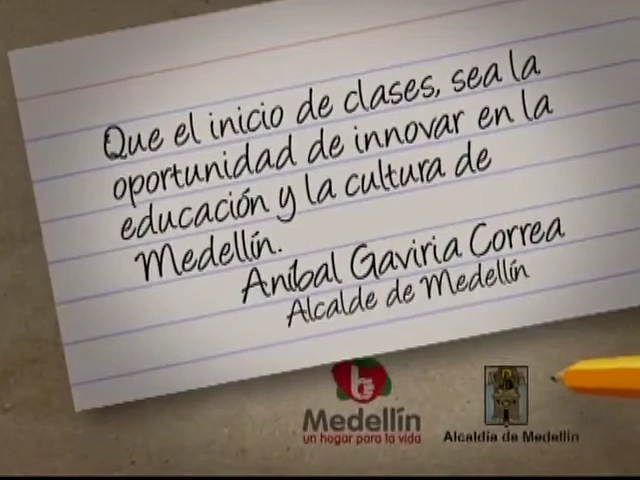 Que el inicio de clases, sea la
oportunidad de innovar en la
educación y la cultura de
Medellín.
Aníbal Gaviria Correa
Alcalde de Medellín
Medellín
un hogar para la vida
Alcaldía de Medellín